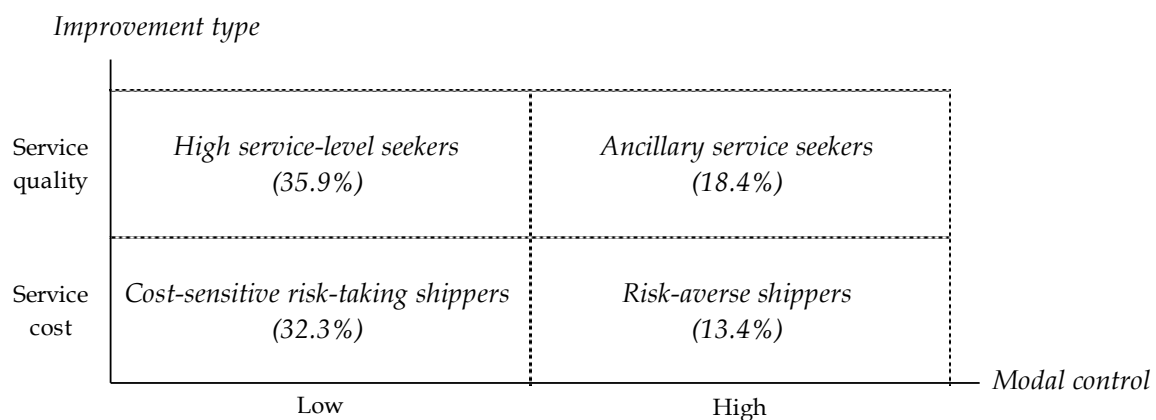 Improvement type
Service
quality
High service-level seekers
(35.9%)
Ancillary service seekers
(18.4%)
Service
cost
Cost-sensitive risk-taking shippers
(32.3%)
Risk-averse shippers
(13.4%)
Modal control
Low
High